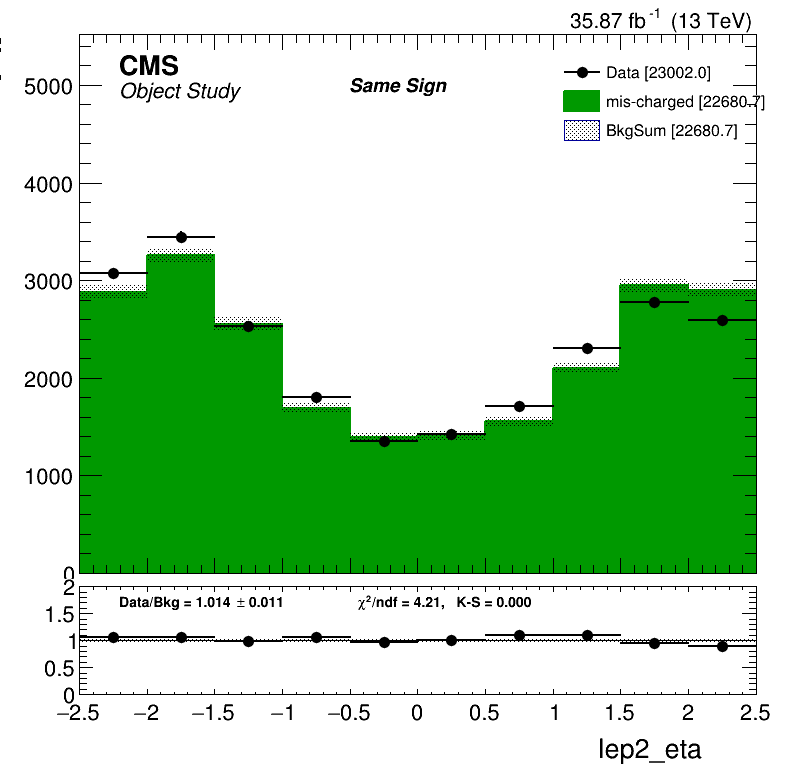 35.87 fb⁻¹ (13 TeV)
CMS
Object Study
Same Sign
Data [23002.0]
mis-charged [22680.7]
BkgSum [22680.7]
5000
4000
3000
2000
1000
0
Data/Bkg = 1.014 ± 0.011
χ²/ndf = 4.21, K-S = 0.000
2
1.5
1
0.5
0
−2.5 −2 −1.5 −1 −0.5 0 0.5 1 1.5 2 2.5
lep2_eta